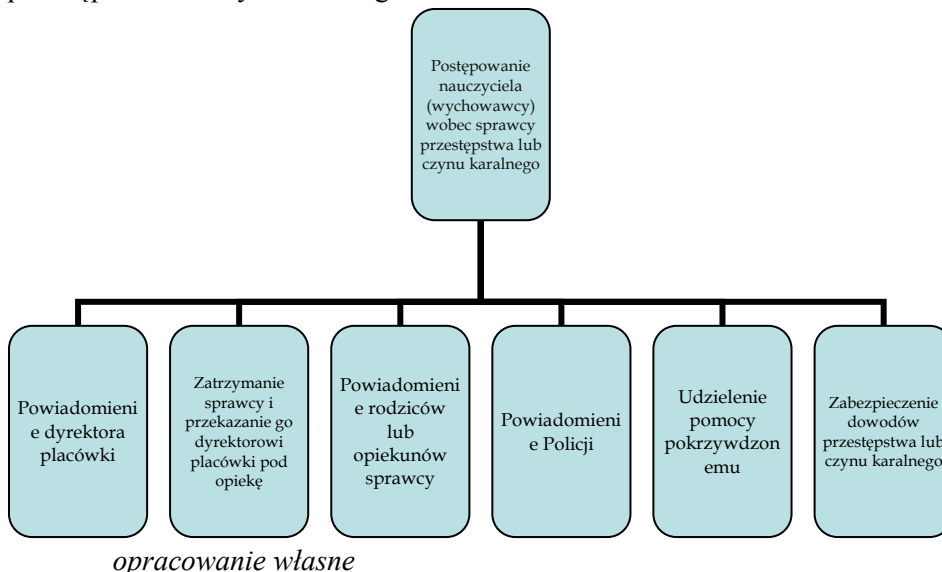 Postępowanie
nauczyciela
(wychowawcy)
wobec sprawcy
przestępstwa lub
czynu karalnego
Powiadomieni
e dyrektora
placówki
Zatrzymanie
sprawcy i
przekazanie go
dyrektorowi
placówki pod
opiekę
Powiadomieni
e rodziców
lub
opiekunów
sprawcy
Powiadomieni
e Policji
Udzielenie
pomocy
pokrzywdzon
emu
Zabezpieczenie
dowodów
przestępstwa lub
czynu karalnego
opracowanie własne